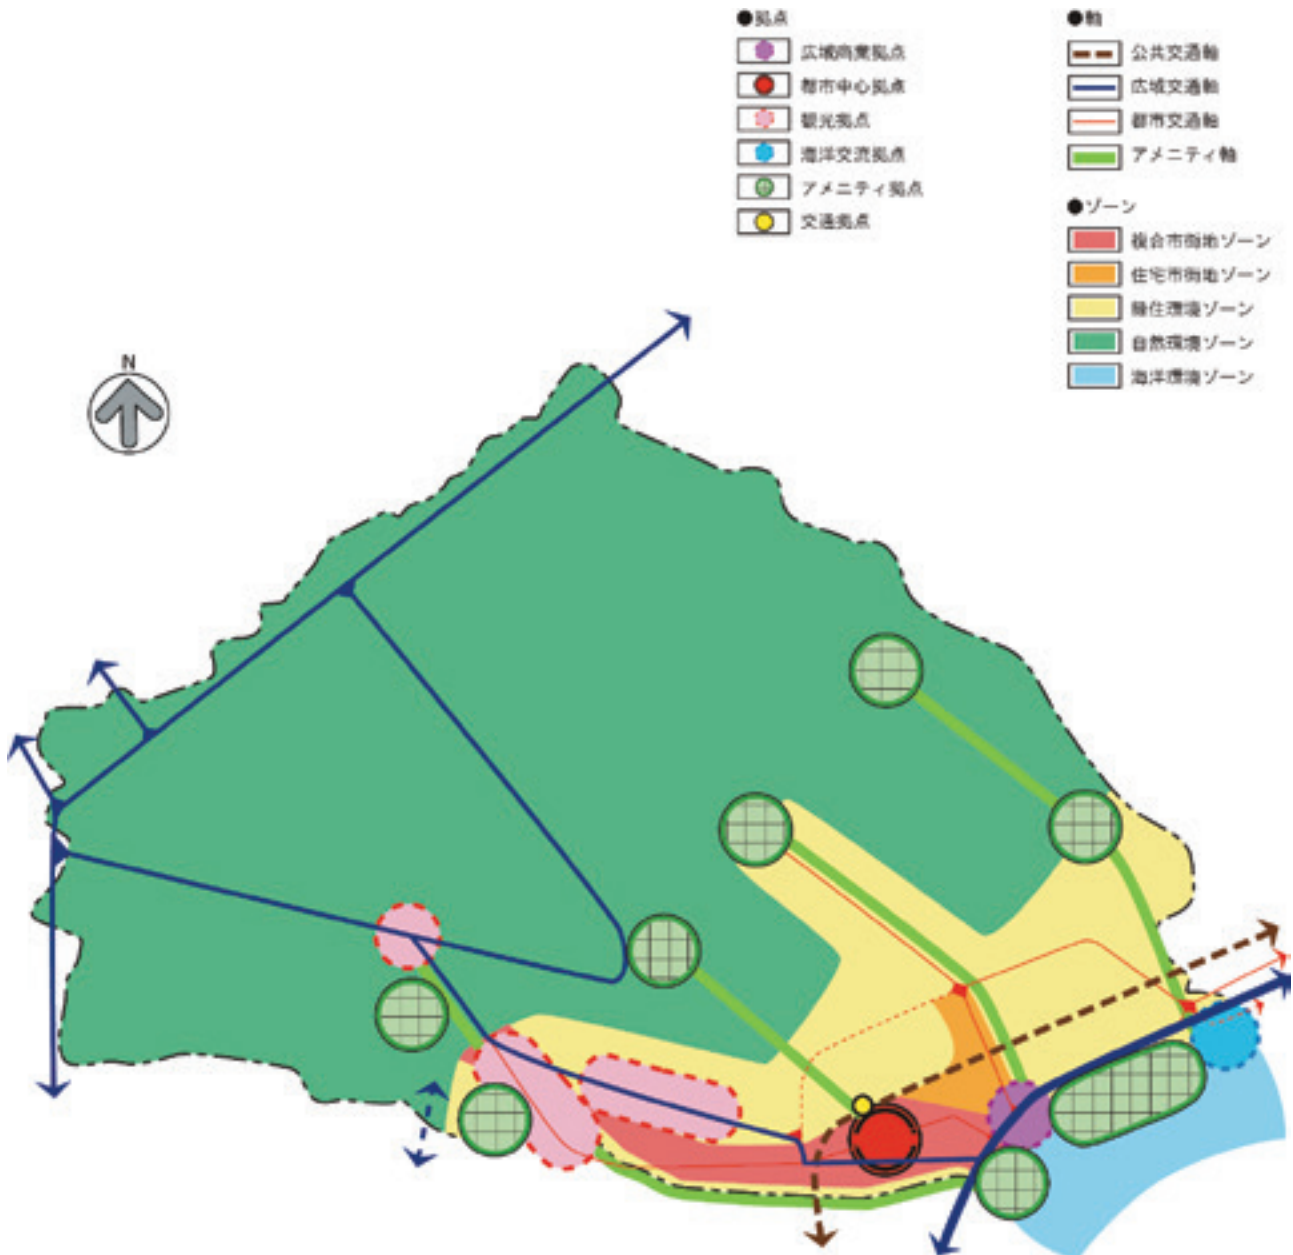 ●拠点
広域商業拠点
都市中心拠点
観光拠点
海洋交流拠点
アメニティ拠点
交通拠点
●軸
公共交通軸
広域交通軸
都市交通軸
アメニティ軸
●ゾーン
複合市街地ゾーン
住宅市街地ゾーン
緑住環境ゾーン
自然環境ゾーン
海洋環境ゾーン
N